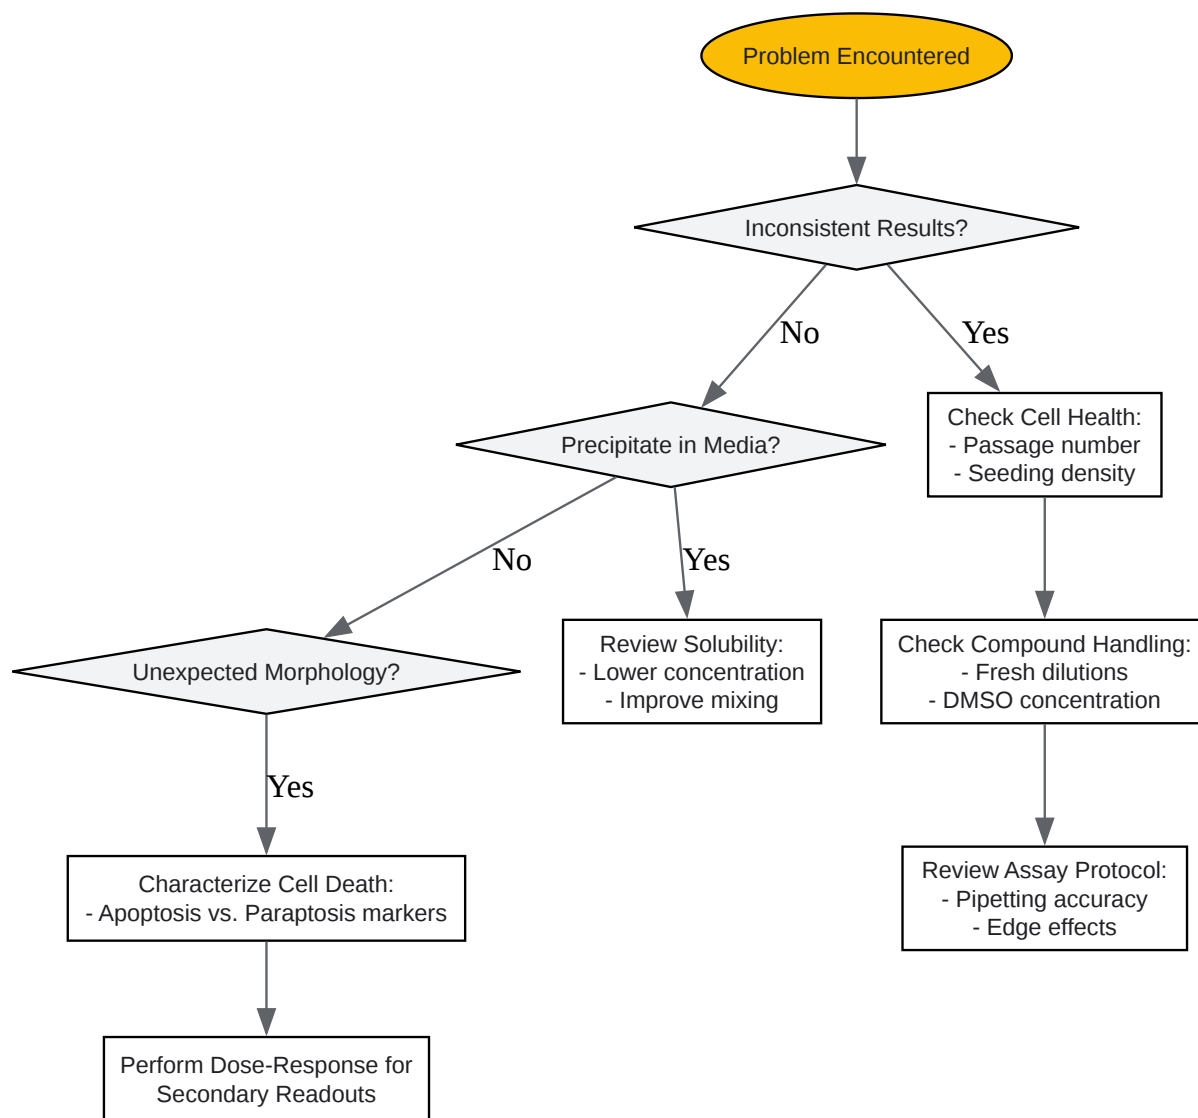 Problem Encountered
Inconsistent Results?
No
Yes
Precipitate in Media?
Check Cell Health:
- Passage number
- Seeding density
No
Yes
Unexpected Morphology?
Review Solubility:
- Lower concentration
- Improve mixing
Check Compound Handling:
- Fresh dilutions
- DMSO concentration
Yes
Characterize Cell Death:
- Apoptosis vs. Paraptosis markers
Review Assay Protocol:
- Pipetting accuracy
- Edge effects
Perform Dose-Response for
Secondary Readouts